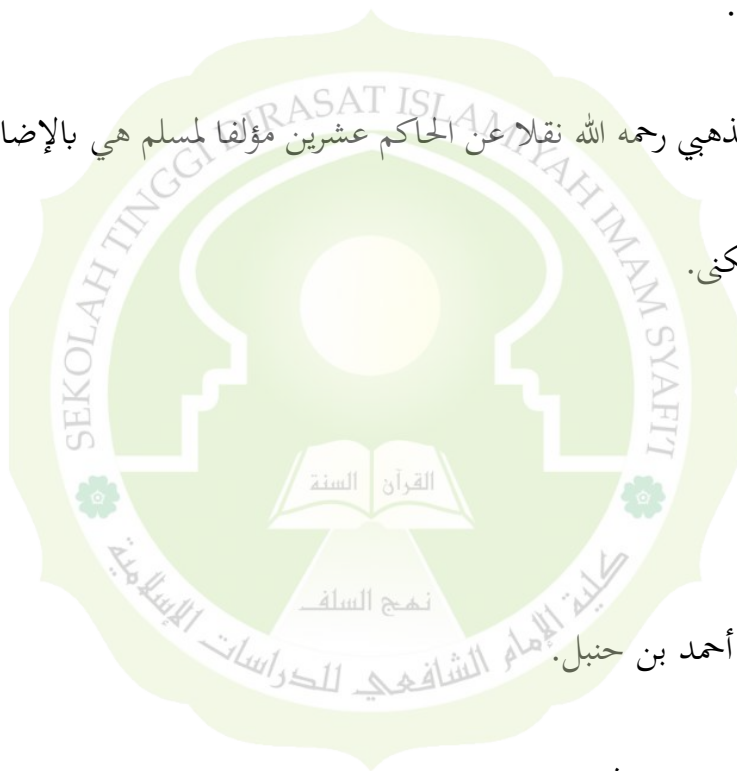 .
ذهبي رحمه الله نقلا عن الحاكم عشرين مؤلفا لمسلم هي بالإضا
كنى.
SEKOLAH TINGGI DIRASAT ISLAMIYAH IMAM SYAFI'I
القرآن السنة
نهج السلف
كلية الإمام الشافعي للدراسات الإسلامية
أحمد بن حنبل.